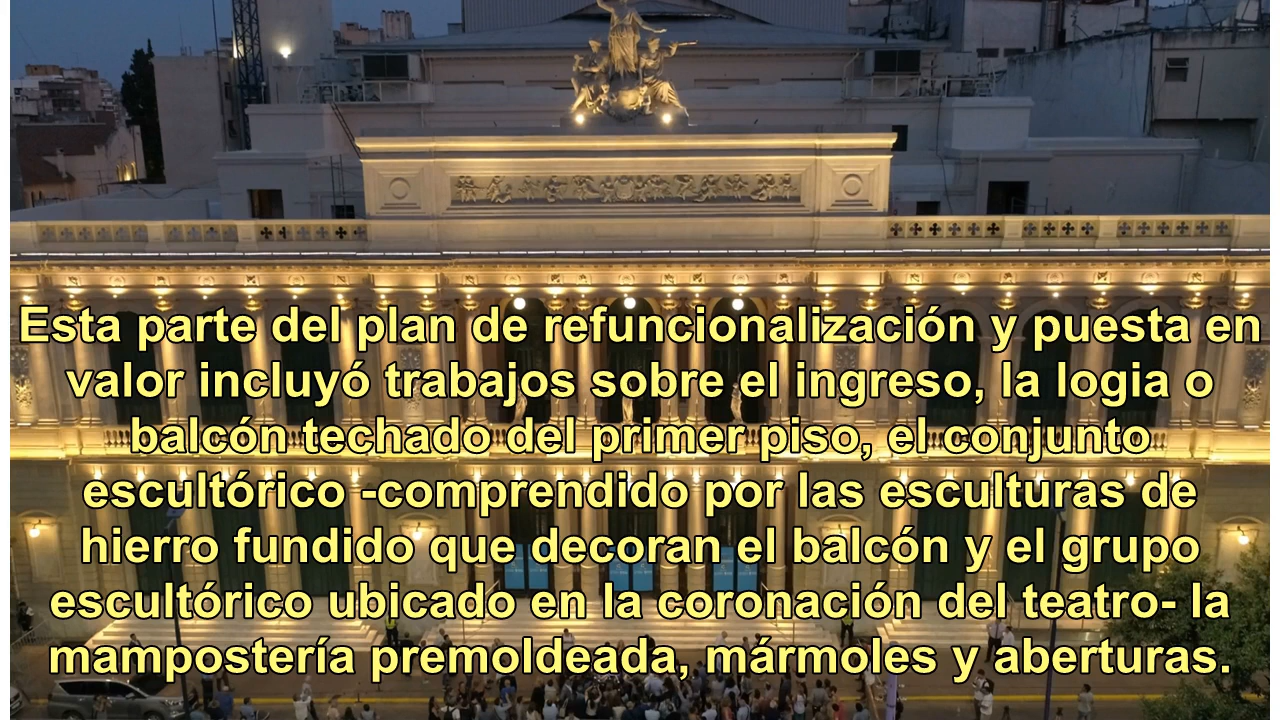 Esta parte del plan de refuncionalización y puesta en
valor incluyó trabajos sobre el ingreso, la logia o
balcón techado del primer piso, el conjunto
escultórico -comprendido por las esculturas de
hierro fundido que decoran el balcón y el grupo
escultórico ubicado en la coronación del teatro- la
mampostería premoldeada, mármoles y aberturas.